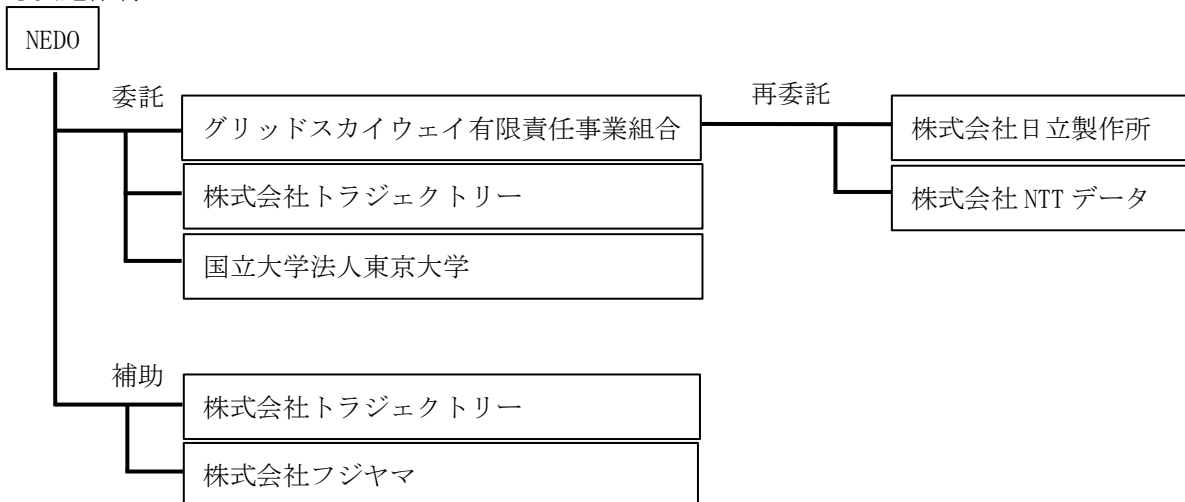 NEDO
委託
再委託
グリッドスカイウェイ有限責任事業組合
株式会社日立製作所
株式会社トラジェクトリー
株式会社 NTT データ
国立大学法人東京大学
補助
株式会社トラジェクトリー
株式会社フジヤマ